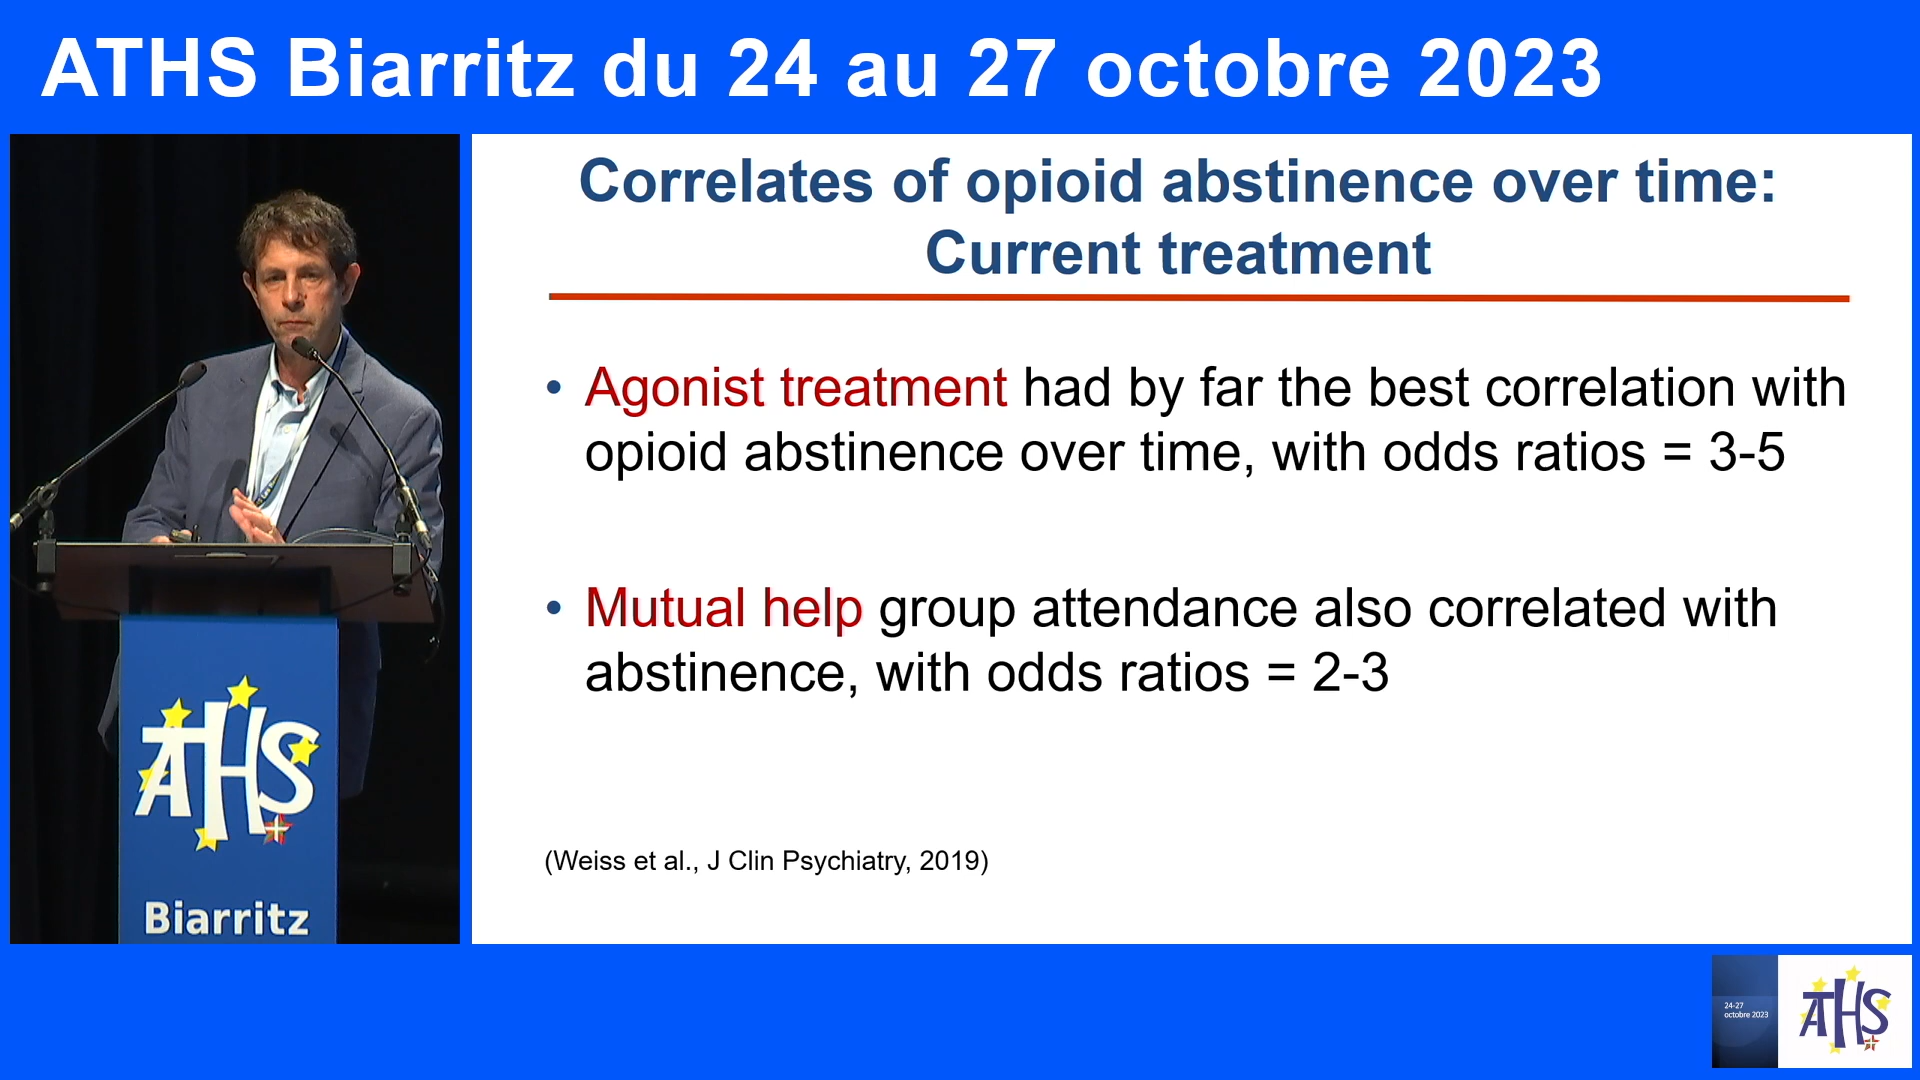 ATHS Biarritz du 24 au 27 octobre 2023
Correlates of opioid abstinence over time:
Current treatment
• Agonist treatment had by far the best correlation with
opioid abstinence over time, with odds ratios = 3-5
• Mutual help group attendance also correlated with
abstinence, with odds ratios = 2-3
(Weiss et al., J Clin Psychiatry, 2019)
ATHS
Biarritz
24-27
octobre 2023
ATHS